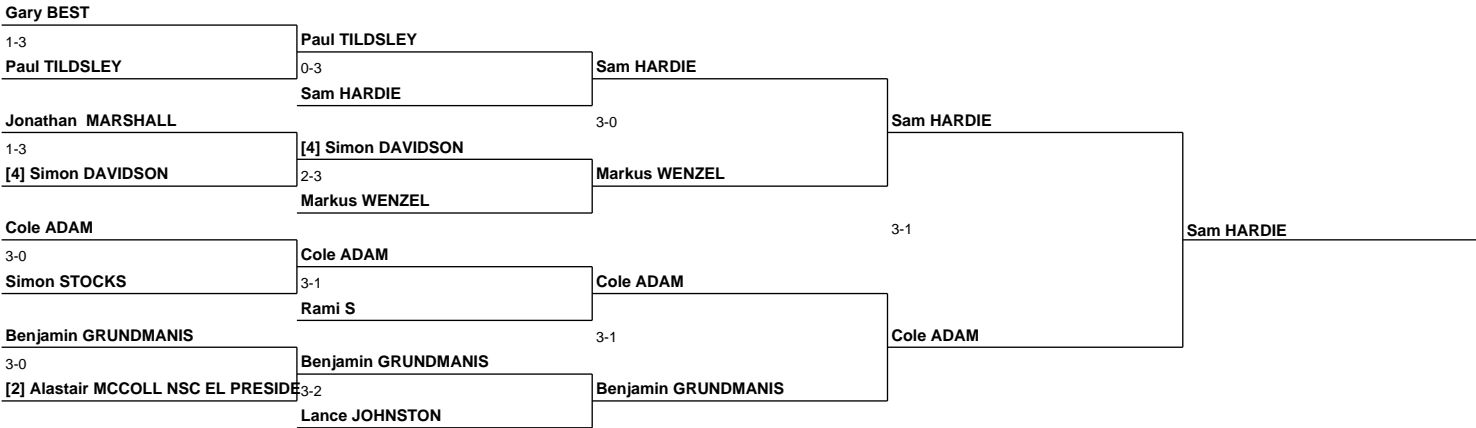 Gary BEST
1-3
Paul TILDSLEY
Jonathan  MARSHALL
1-3
[4] Simon DAVIDSON
Cole ADAM
3-0
Simon STOCKS
Benjamin GRUNDMANIS
3-0
[2] Alastair MCCOLL NSC EL PRESIDE
Paul TILDSLEY
0-3
Sam HARDIE
[4] Simon DAVIDSON
2-3
Markus WENZEL
Cole ADAM
3-1
Rami S
Benjamin GRUNDMANIS
3-2
Lance JOHNSTON
Sam HARDIE
3-0
Markus WENZEL
Cole ADAM
3-1
Benjamin GRUNDMANIS
Sam HARDIE
3-1
Cole ADAM
Sam HARDIE